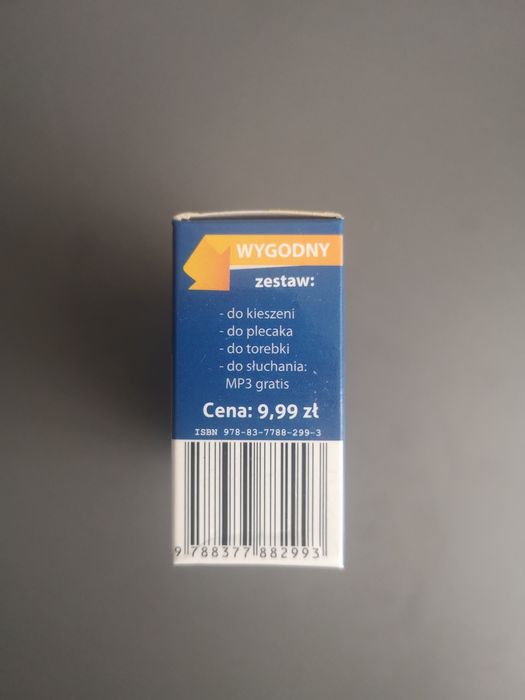 WYGODNY
zestaw:
- do kieszeni
- do plecaka
- do torebki
- do słuchania:
MP3 gratis
Cena: 9,99 zł
ISBN 978-83-7788-299-3
9 788377 882993